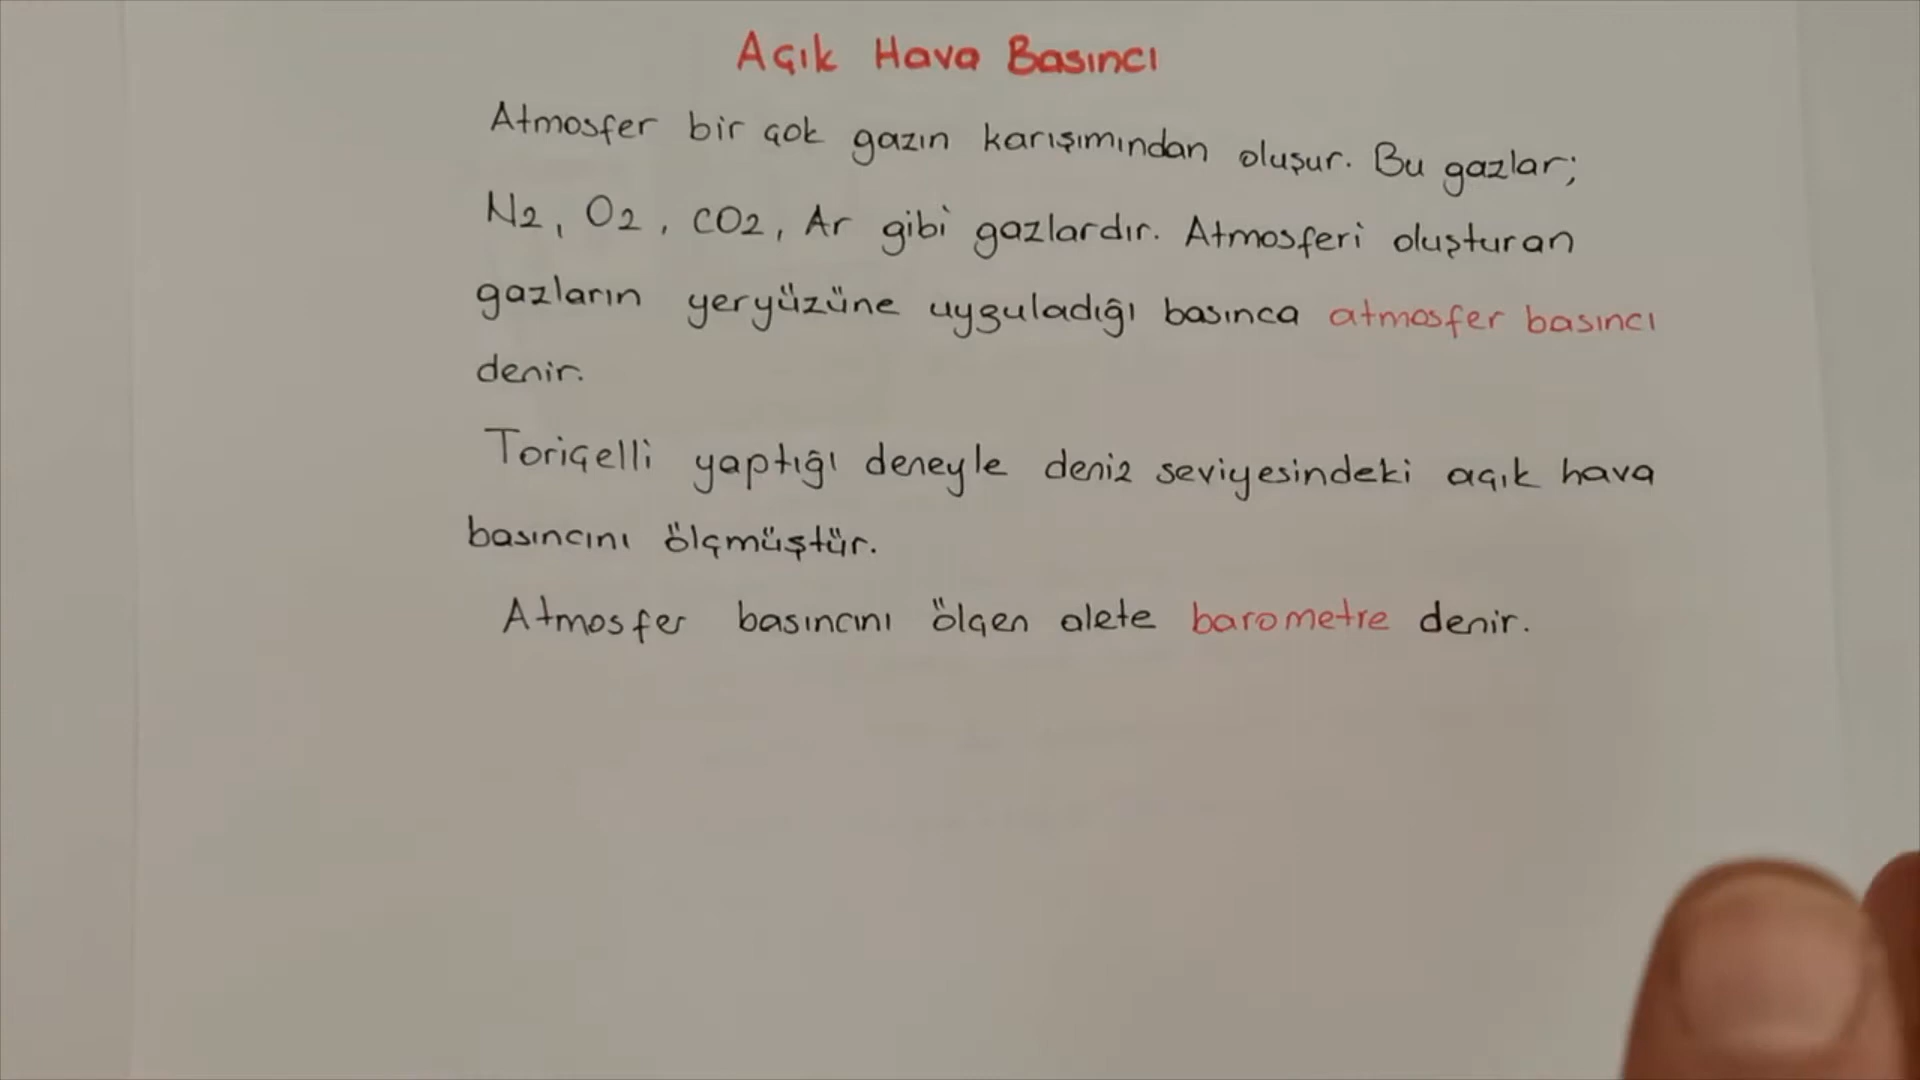 Açık Hava Basıncı
Atmosfer bir çok gazın karışımından oluşur. Bu gazlar;
N2, O2, CO2, Ar gibi gazlardır. Atmosferi oluşturan
gazların yeryüzüne uyguladığı basınca atmosfer basıncı
denir.
Toriçelli yaptığı deneyle deniz seviyesindeki açık hava
basıncını ölçmüştür.
Atmosfer basıncını ölçen alete barometre denir.